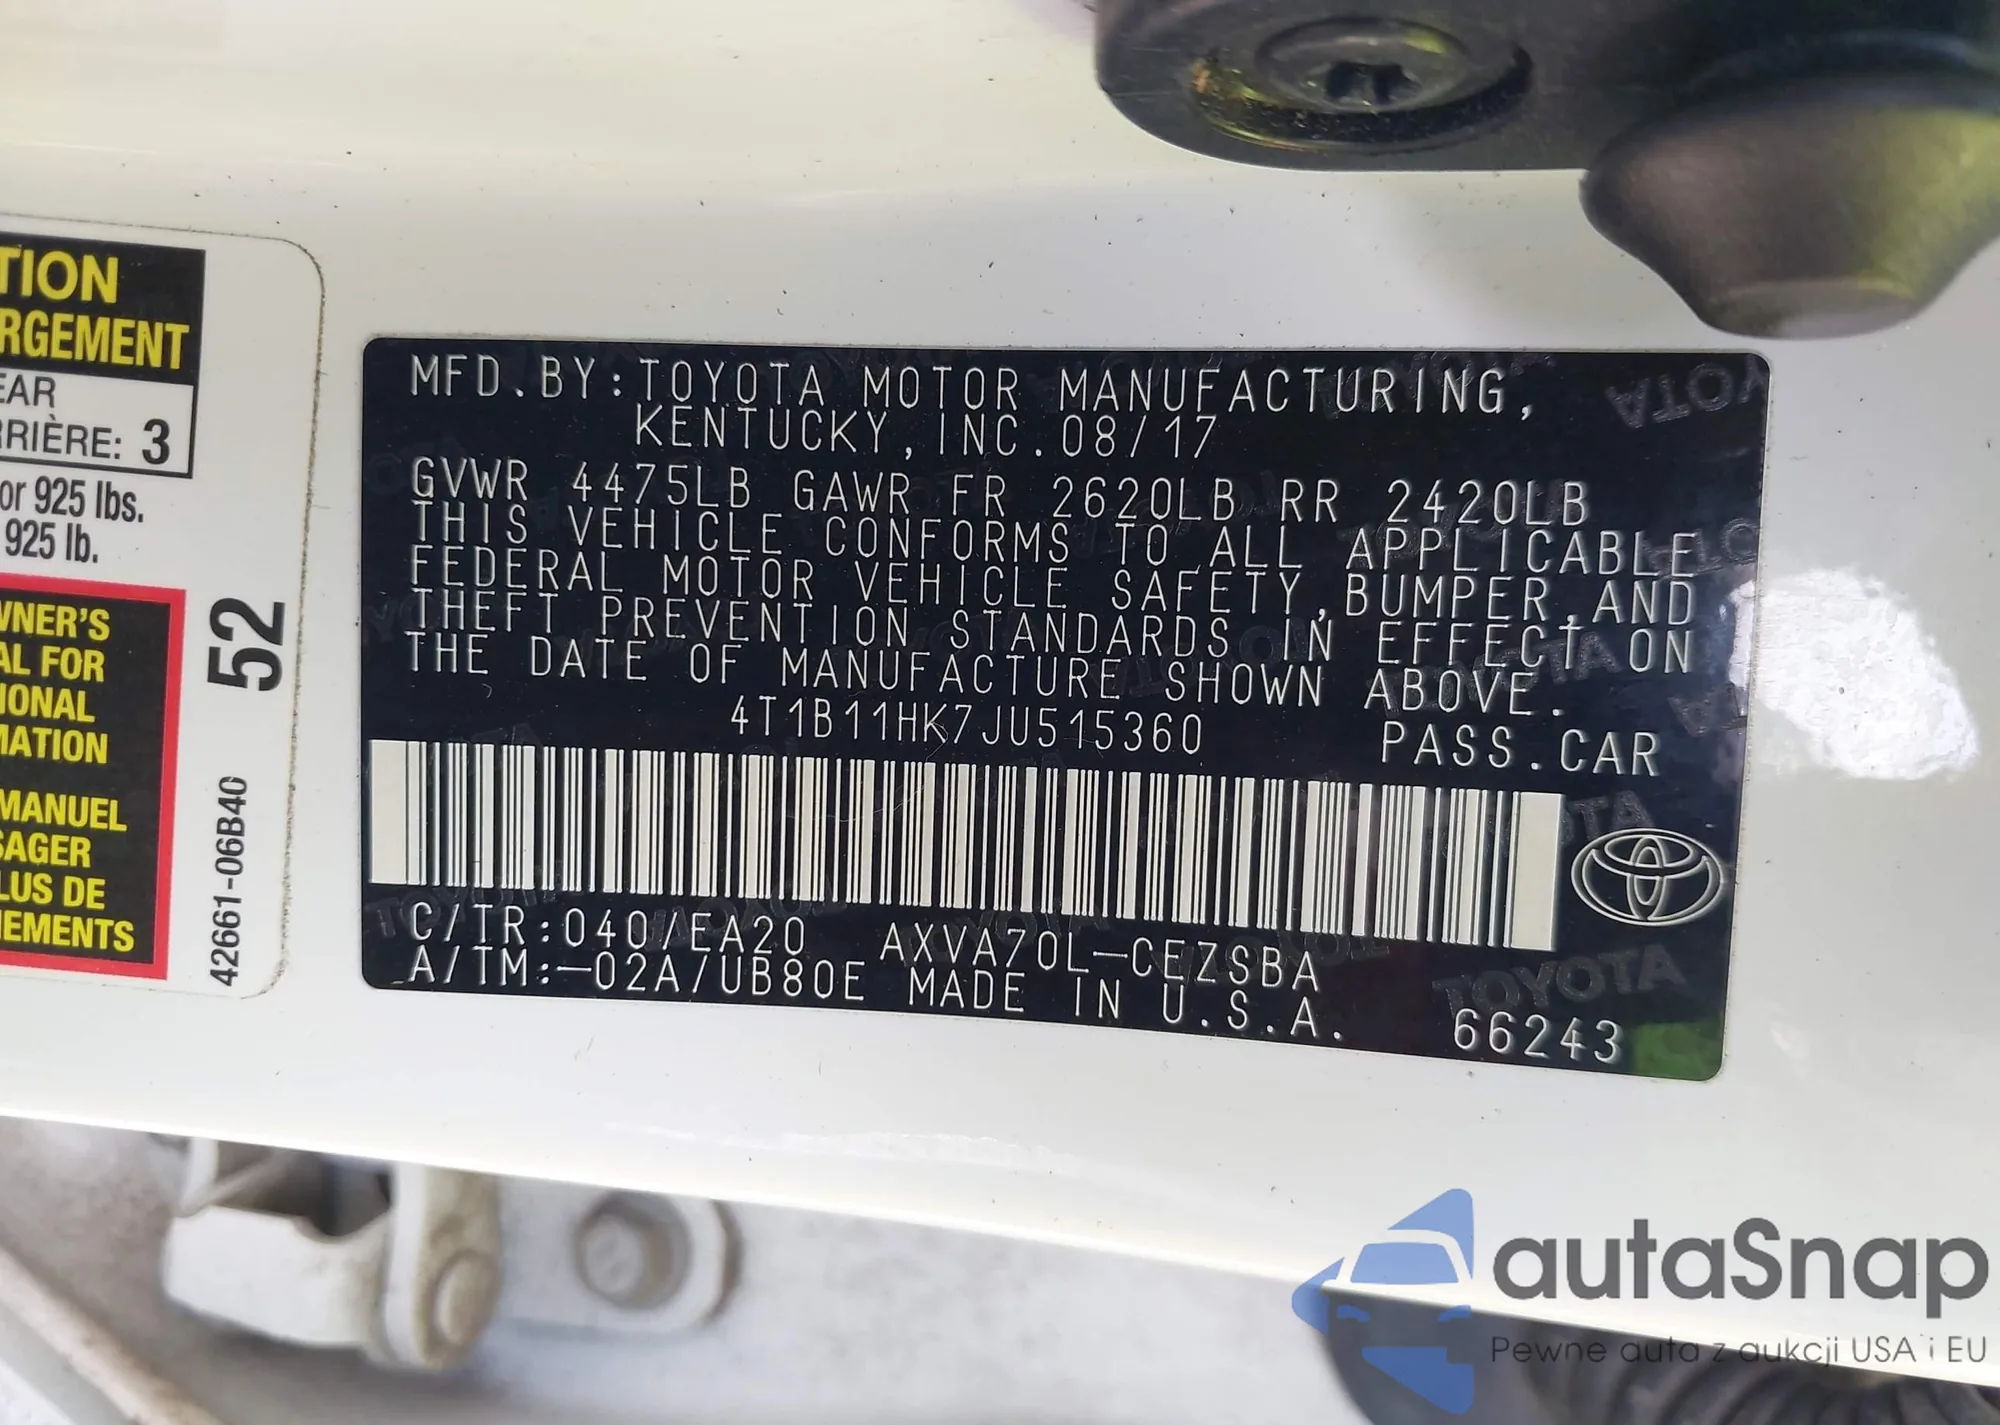 TION
RGEMENT
EAR
RRIÈRE: 3
or 925 lbs.
925 lb.
WNER'S
AL FOR
IONAL
MATION
MANUEL
SAGER
LUS DE
NEMENTS
52
42661-06B40
MFD.BY:TOYOTA MOTOR MANUFACTURING,
KENTUCKY,INC.08/17
GVWR 4475LB GAWR FR 2620LB RR 2420LB
THIS VEHICLE CONFORMS TO ALL APPLICABLE
FEDERAL MOTOR VEHICLE SAFETY,BUMPER,AND
THEFT PREVENTION STANDARDS IN EFFECT ON
THE DATE OF MANUFACTURE SHOWN ABOVE.
4T1B11HK7JU515360 PASS.CAR
C/TR:040/EA20 AXVA70L-CEZSBA
A/TM:-02A/UB80E MADE IN U.S.A. 66243
TOYOTA
autaSnap
Pewne auta z aukcji USA i EU